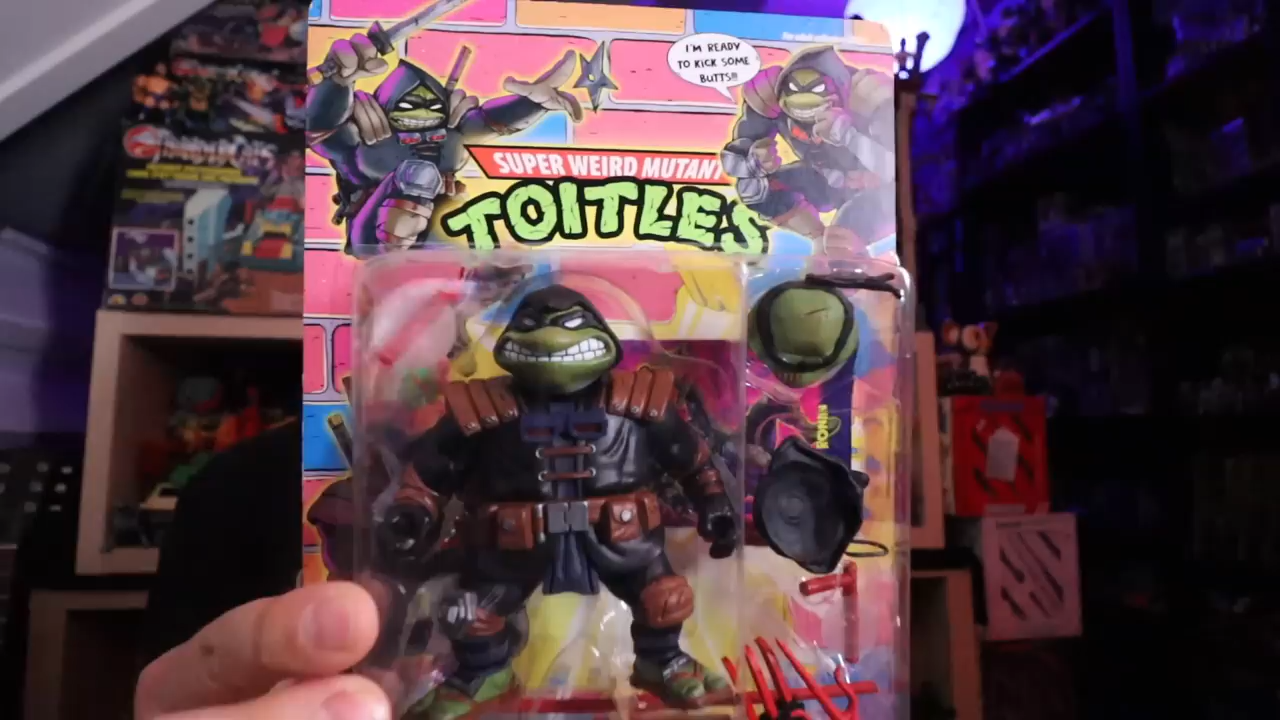 I'M READY
TO KICK SOME
BUTTS!!!
SUPER WEIRD MUTANT
TOITLES
RONIN